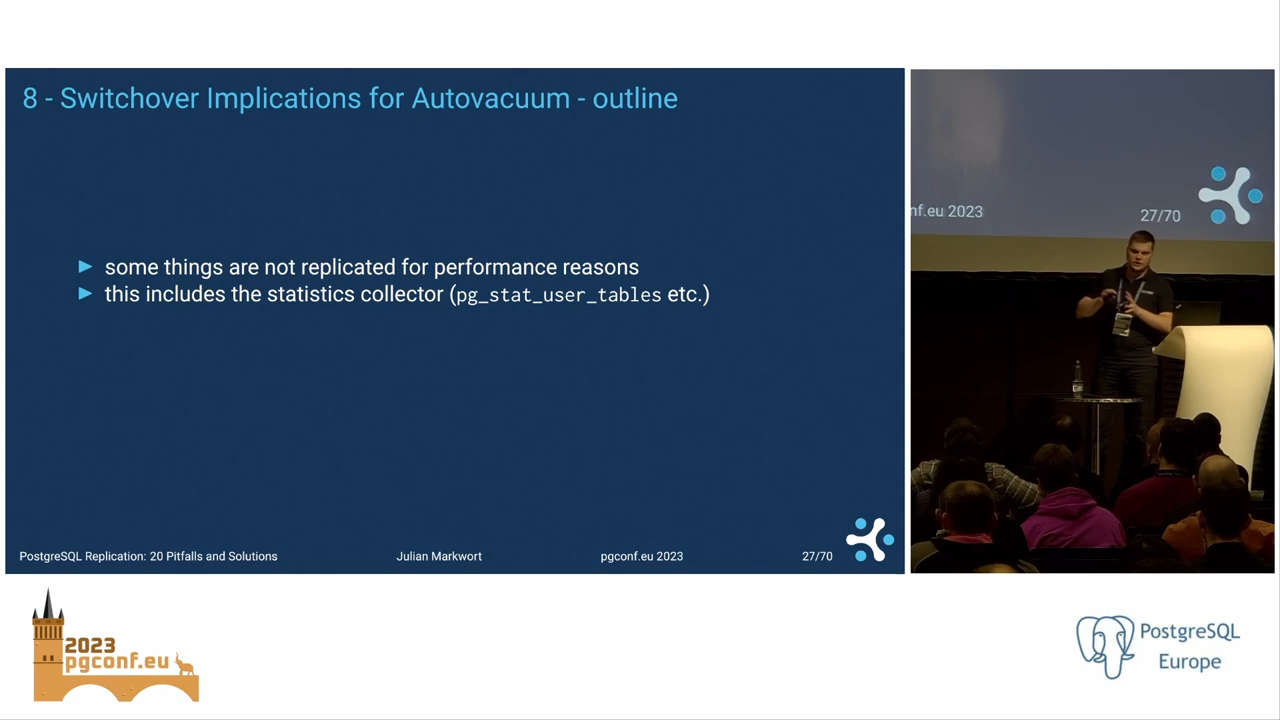 8 - Switchover Implications for Autovacuum - outline
some things are not replicated for performance reasons
this includes the statistics collector (pg_stat_user_tables etc.)
PostgreSQL Replication: 20 Pitfalls and Solutions
Julian Markwort
pgconf.eu 2023
27/70
nf.eu 2023
27/70
2023
pgconf.eu
PostgreSQL
Europe